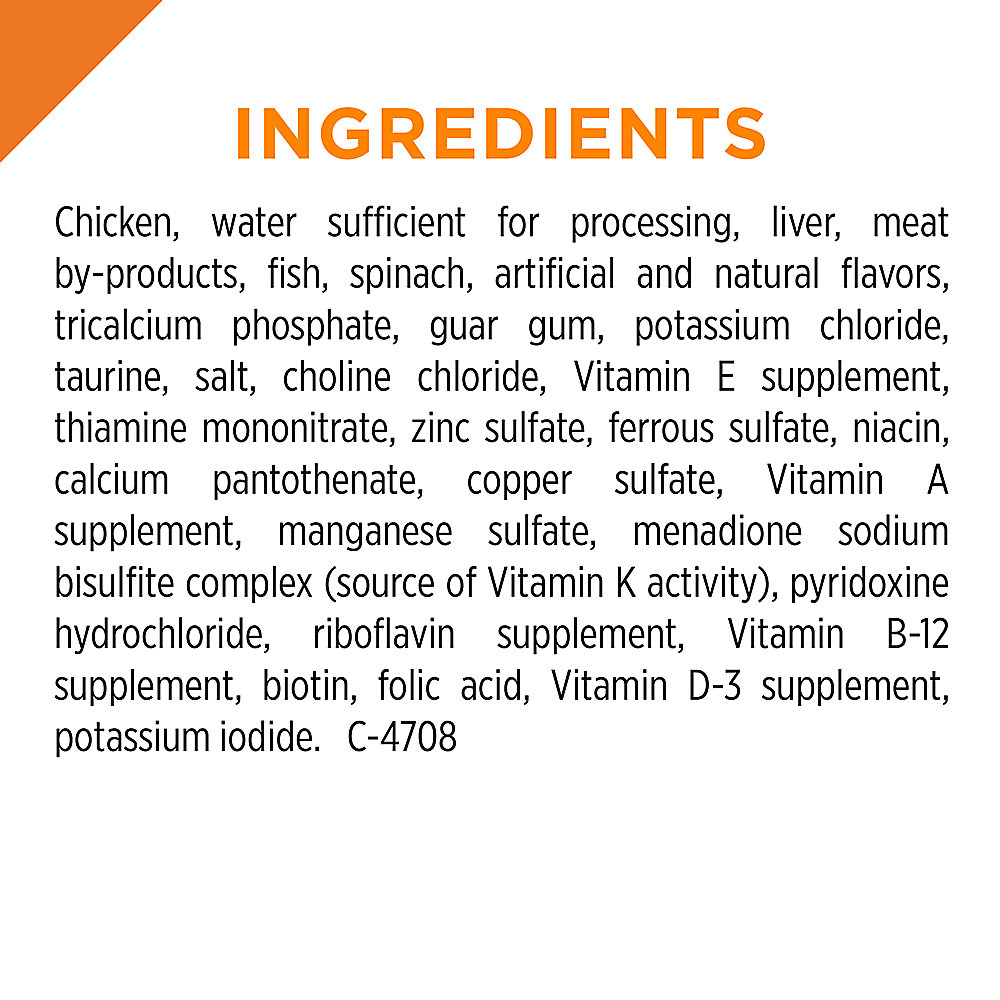 INGREDIENTS
Chicken, water sufficient for processing, liver, meat
by-products, fish, spinach, artificial and natural flavors,
tricalcium phosphate, guar gum, potassium chloride,
taurine, salt, choline chloride, Vitamin E supplement,
thiamine mononitrate, zinc sulfate, ferrous sulfate, niacin,
calcium pantothenate, copper sulfate, Vitamin A
supplement, manganese sulfate, menadione sodium
bisulfite complex (source of Vitamin K activity), pyridoxine
hydrochloride, riboflavin supplement, Vitamin B-12
supplement, biotin, folic acid, Vitamin D-3 supplement,
potassium iodide. C-4708